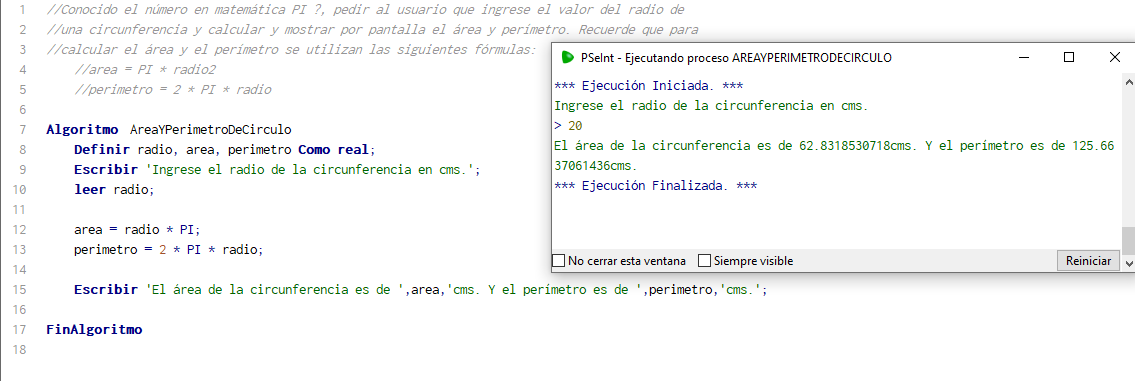 1 //Conocido el número en matemática PI ?, pedir al usuario que ingrese el valor del radio de
2 //una circunferencia y calcular y mostrar por pantalla el área y perímetro. Recuerde que para
3 //calcular el área y el perímetro se utilizan las siguientes fórmulas:
4 //area = PI * radio2
5 //perimetro = 2 * PI * radio
6
7 Algoritmo AreaYPerimetroDeCirculo
8 Definir radio, area, perimetro Como real;
9 Escribir 'Ingrese el radio de la circunferencia en cms.';
10 leer radio;
11
12 area = radio * PI;
13 perimetro = 2 * PI * radio;
14
15 Escribir 'El área de la circunferencia es de ',area,'cms. Y el perímetro es de ',perimetro,'cms.';
16
17 FinAlgoritmo
18
PSeInt - Ejecutando proceso AREAYPERIMETRODECIRCULO
*** Ejecución Iniciada. ***
Ingrese el radio de la circunferencia en cms.
> 20
El área de la circunferencia es de 62.8318530718cms. Y el perímetro es de 125.66
37061436cms.
*** Ejecución Finalizada. ***
No cerrar esta ventana Siempre visible Reiniciar